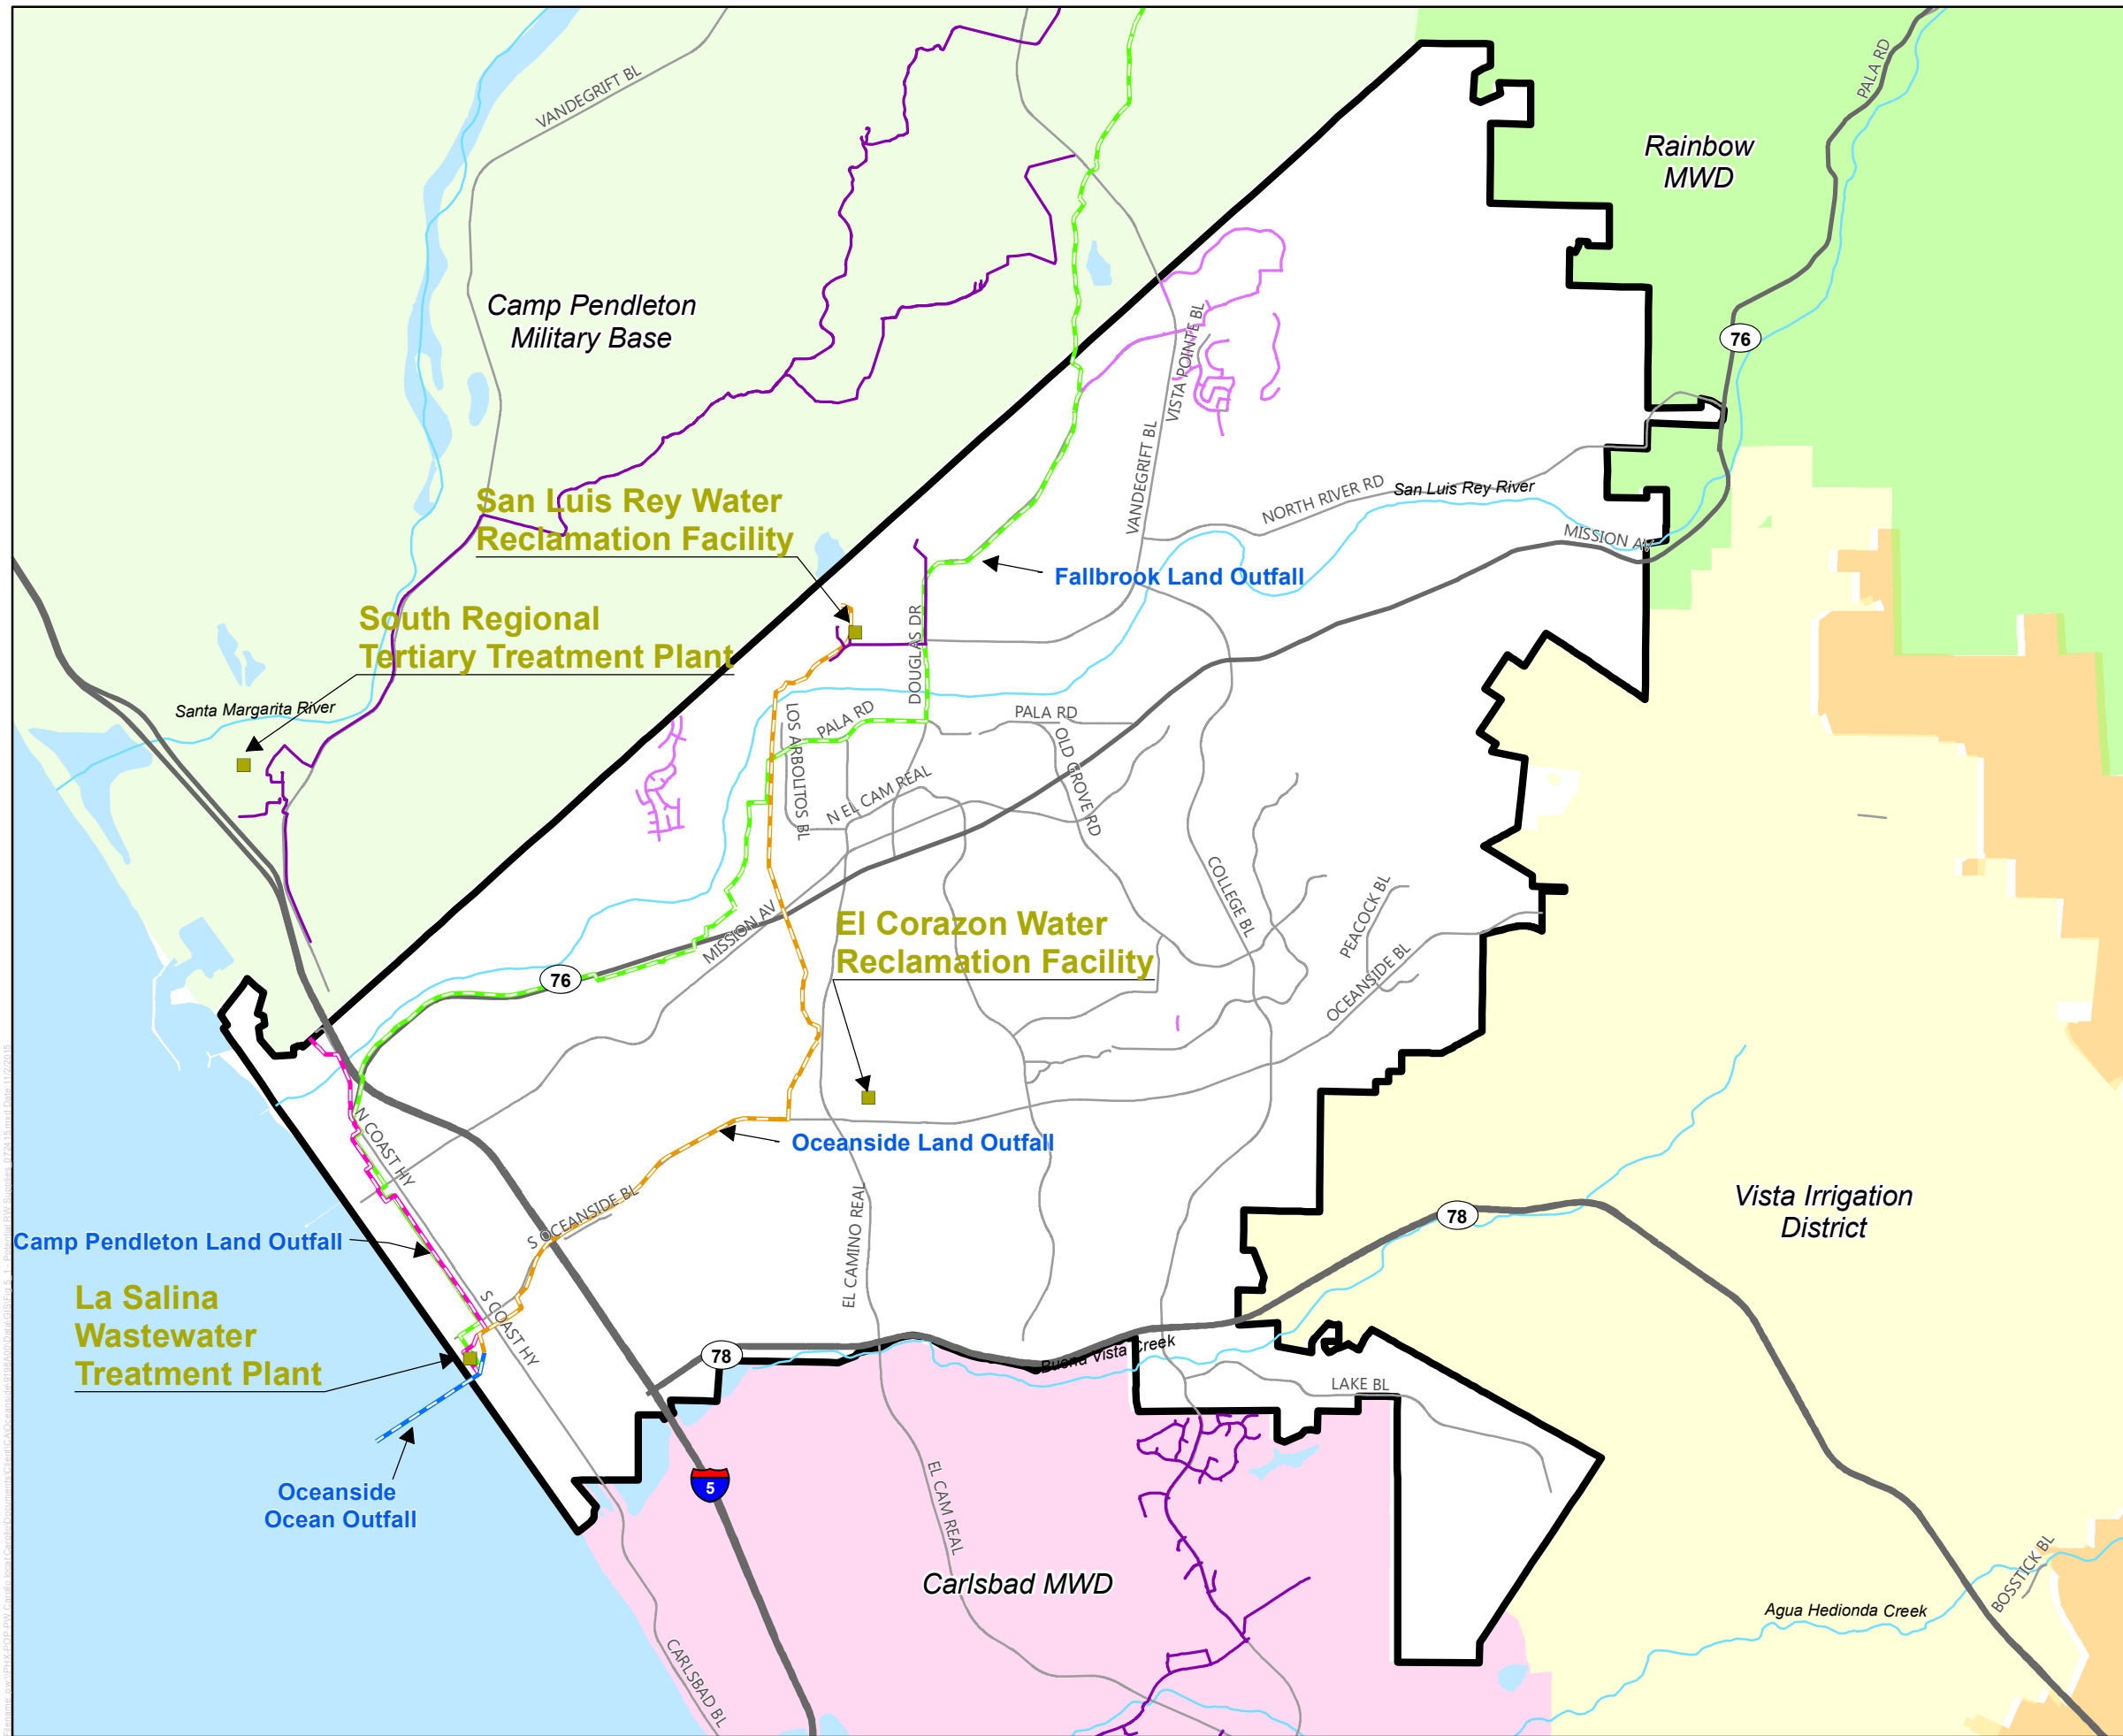 VANDEGRIFT BL
PALA RD
Rainbow
MWD
Camp Pendleton
Military Base
76
VISTA POINTE BL
VANDEGRIFT BL
San Luis Rey Water
Reclamation Facility
NORTH RIVER RD
San Luis Rey River
MISSION AV
Fallbrook Land Outfall
South Regional
Tertiary Treatment Plant
DOUGLAS DR
Santa Margarita River
LOS ARBOLITOS BL
PALA RD
PALA RD
OLD GROVE RD
N EL CAM REAL
COLLEGE BL
PEACOCK BL
MISSION AV
El Corazon Water
Reclamation Facility
76
OCEANSIDE BL
N COAST HY
Oceanside Land Outfall
S OCEANSIDE BL
EL CAMINO REAL
Vista Irrigation
District
78
Camp Pendleton Land Outfall
La Salina
Wastewater
Treatment Plant
S COAST HY
78
Buena Vista Creek
LAKE BL
5
Oceanside
Ocean Outfall
EL CAM REAL
Carlsbad MWD
BOSSTICK BL
Agua Hedionda Creek
CARLSBAD BL